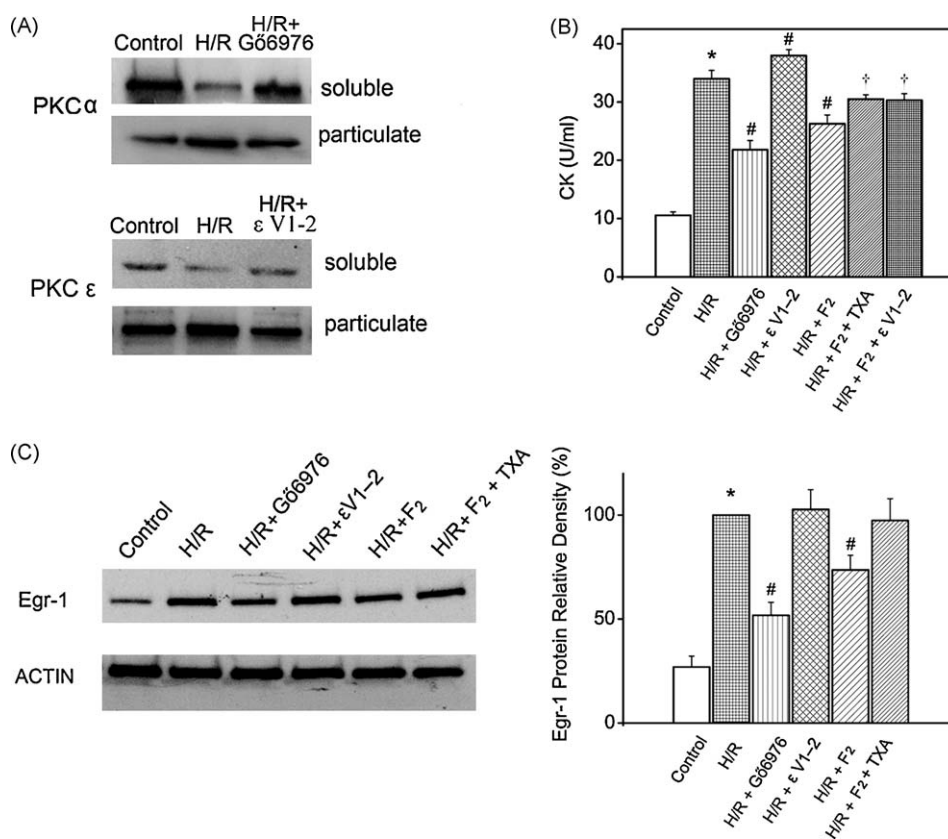 (A)
Control H/R H/R+
Gő6976
PKC α
soluble
particulate
Control H/R H/R+
ε V1-2
PKC ε
soluble
particulate
(B)
CK (U/ml)
40
30
20
10
0
*
#
#
#
†
†
Control
H/R
H/R + Gő6976
H/R + ε V1–2
H/R + F2
H/R + F2 + TXA
H/R + F2 + ε V1–2
(C)
Control
H/R
H/R+Gő6976
H/R+εV1–2
H/R+F2
H/R+ F2 + TXA
Egr-1
ACTIN
Egr-1 Protein Relative Density (%)
100
50
0
*
#
#
Control
H/R
H/R + Gő6976
H/R + ε V1–2
H/R + F2
H/R + F2 + TXA